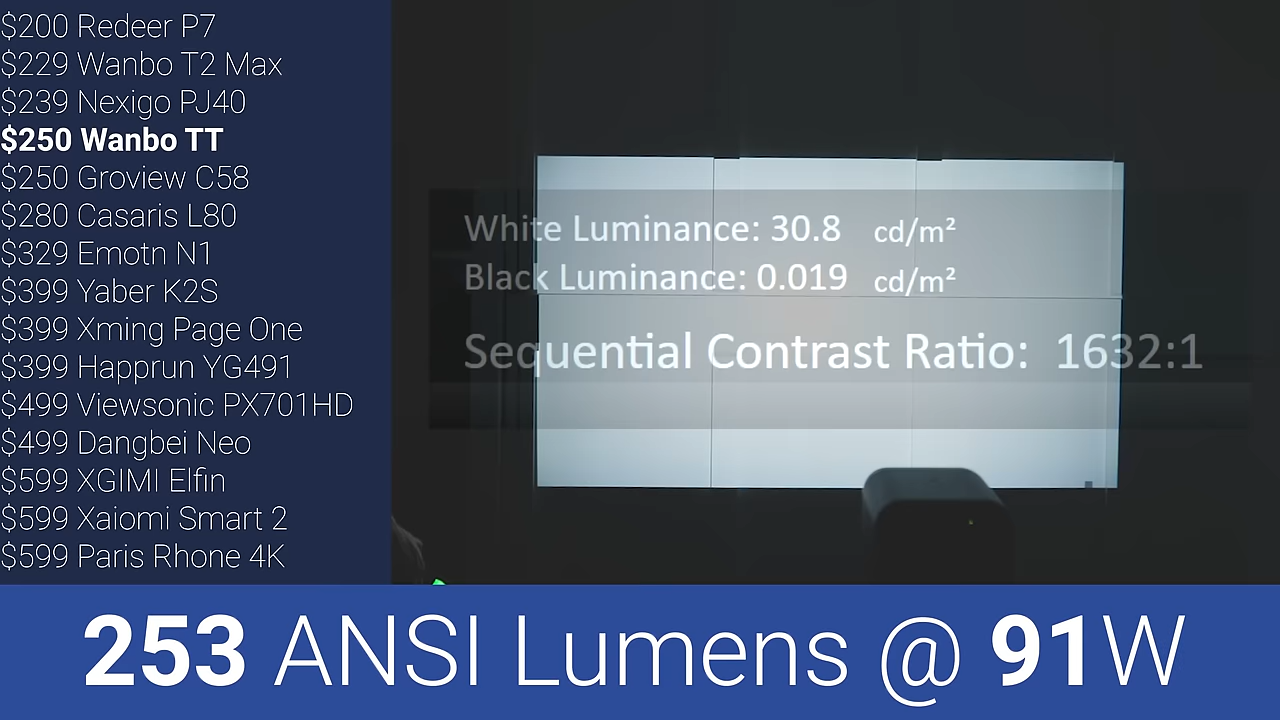 $200 Redeer P7
$229 Wanbo T2 Max
$239 Nexigo PJ40
$250 Wanbo TT
$250 Groview C58
$280 Casaris L80
$329 Emotn N1
$399 Yaber K2S
$399 Xming Page One
$399 Happrun YG491
$499 Viewsonic PX701HD
$499 Dangbei Neo
$599 XGIMI Elfin
$599 Xaiomi Smart 2
$599 Paris Rhone 4K
White Luminance: 30.8 cd/m²
Black Luminance: 0.019 cd/m²
Sequential Contrast Ratio: 1632:1
253 ANSI Lumens @ 91W